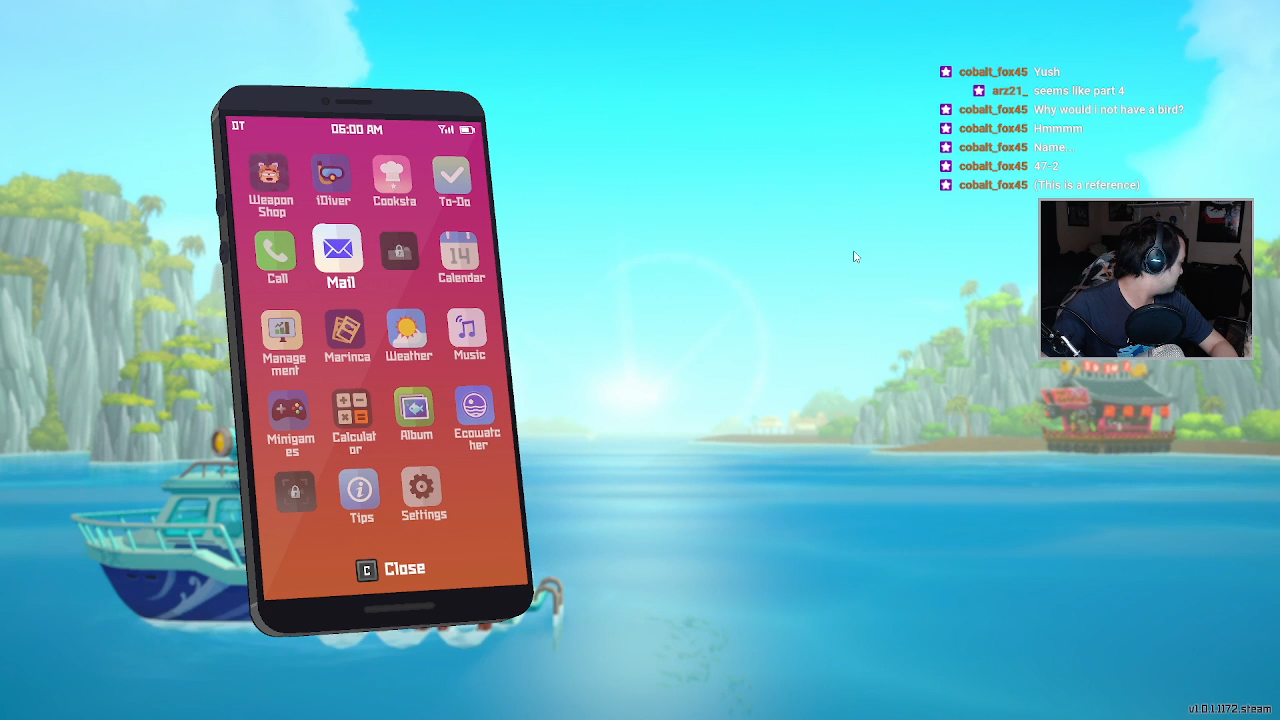 cobalt_fox45 Yush
arz21_ seems like part 4
cobalt_fox45 Why would i not have a bird?
cobalt_fox45 Hmmmm
cobalt_fox45 Name...
cobalt_fox45 47-2
cobalt_fox45 (This is a reference)
DT 06:00 AM
Weapon Shop
iDiver
Cooksta
To-Do
Call
Mail
14
Calendar
Manage
ment
Marinca
Weather
Music
Minigam
es
Calculat
or
Album
Ecowatc
her
Tips
Settings
C Close
v1.0.1.1172.steam